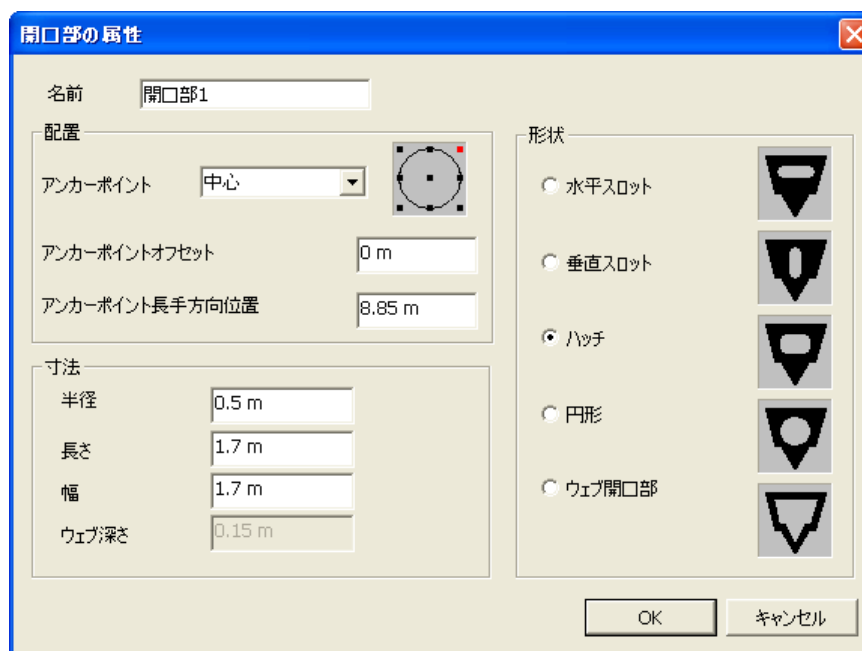 開口部の属性
名前 開口部1
配置
アンカーポイント 中心
アンカーポイントオフセット 0 m
アンカーポイント長手方向位置 8.85 m
寸法
半径 0.5 m
長さ 1.7 m
幅 1.7 m
ウェブ深さ 0.15 m
形状
水平スロット
垂直スロット
ハッチ
円形
ウェブ開口部
OK キャンセル